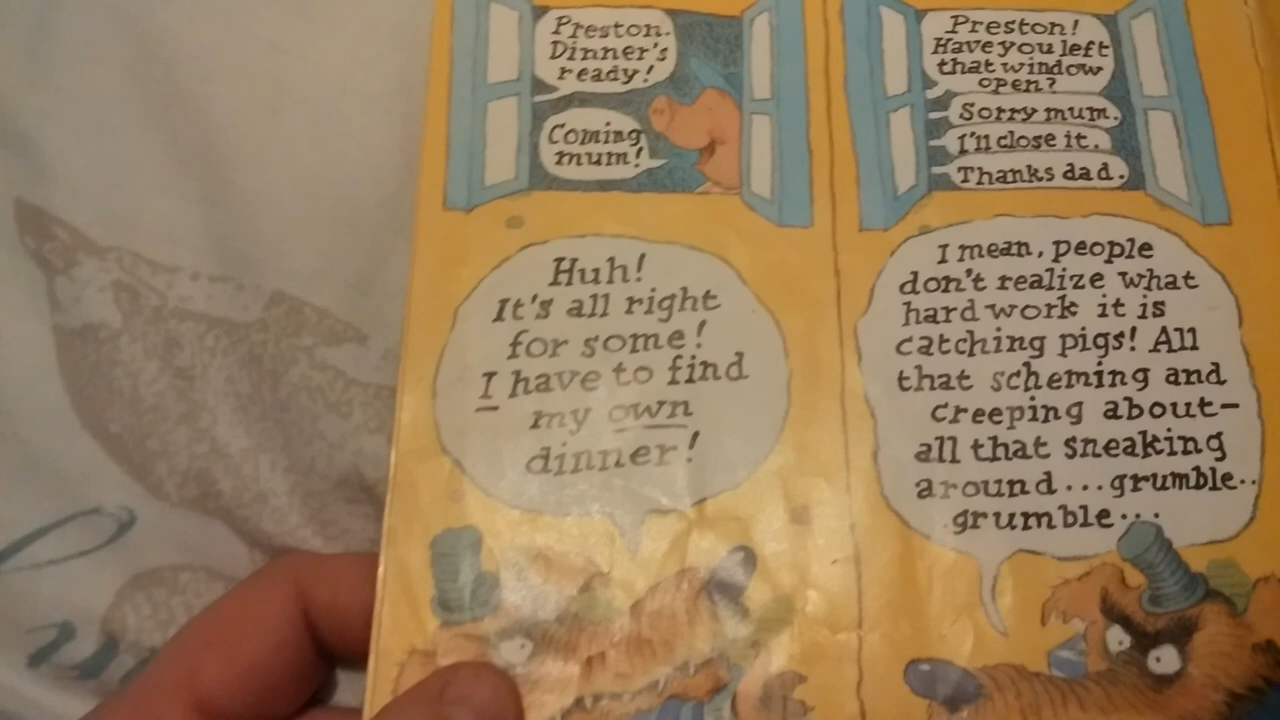 Preston.
Dinner's
ready!
Coming
mum!
Huh!
It's all right
for some!
I have to find
my own
dinner!
Preston!
Have you left
that window
open?
Sorry mum.
I'll close it.
Thanks dad.
I mean, people
don't realize what
hard work it is
catching pigs! All
that scheming and
creeping about-
all that sneaking
around...grumble..
grumble...